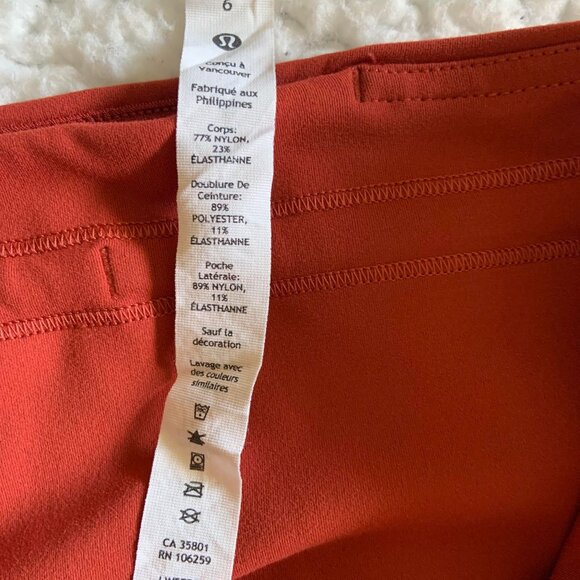 6
Conçu à
Vancouver
Fabriqué aux
Philippines
Corps:
77% NYLON,
23%
ÉLASTHANNE
Doublure De
Ceinture:
89%
POLYESTER,
11%
ÉLASTHANNE
Poche
Latérale:
89% NYLON,
11%
ÉLASTHANNE
Sauf la
décoration
Lavage avec
des couleurs
similaires
CA 35801
RN 106259